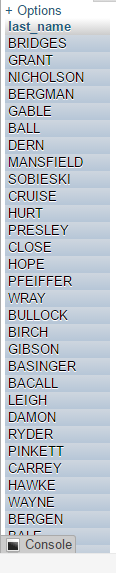 + Options
last_name
BRIDGES
GRANT
NICHOLSON
BERGMAN
GABLE
BALL
DERN
MANSFIELD
SOBIESKI
CRUISE
HURT
PRESLEY
CLOSE
HOPE
PFEIFFER
WRAY
BULLOCK
BIRCH
GIBSON
BASINGER
BACALL
LEIGH
DAMON
RYDER
PINKETT
CARREY
HAWKE
WAYNE
BERGEN
Console